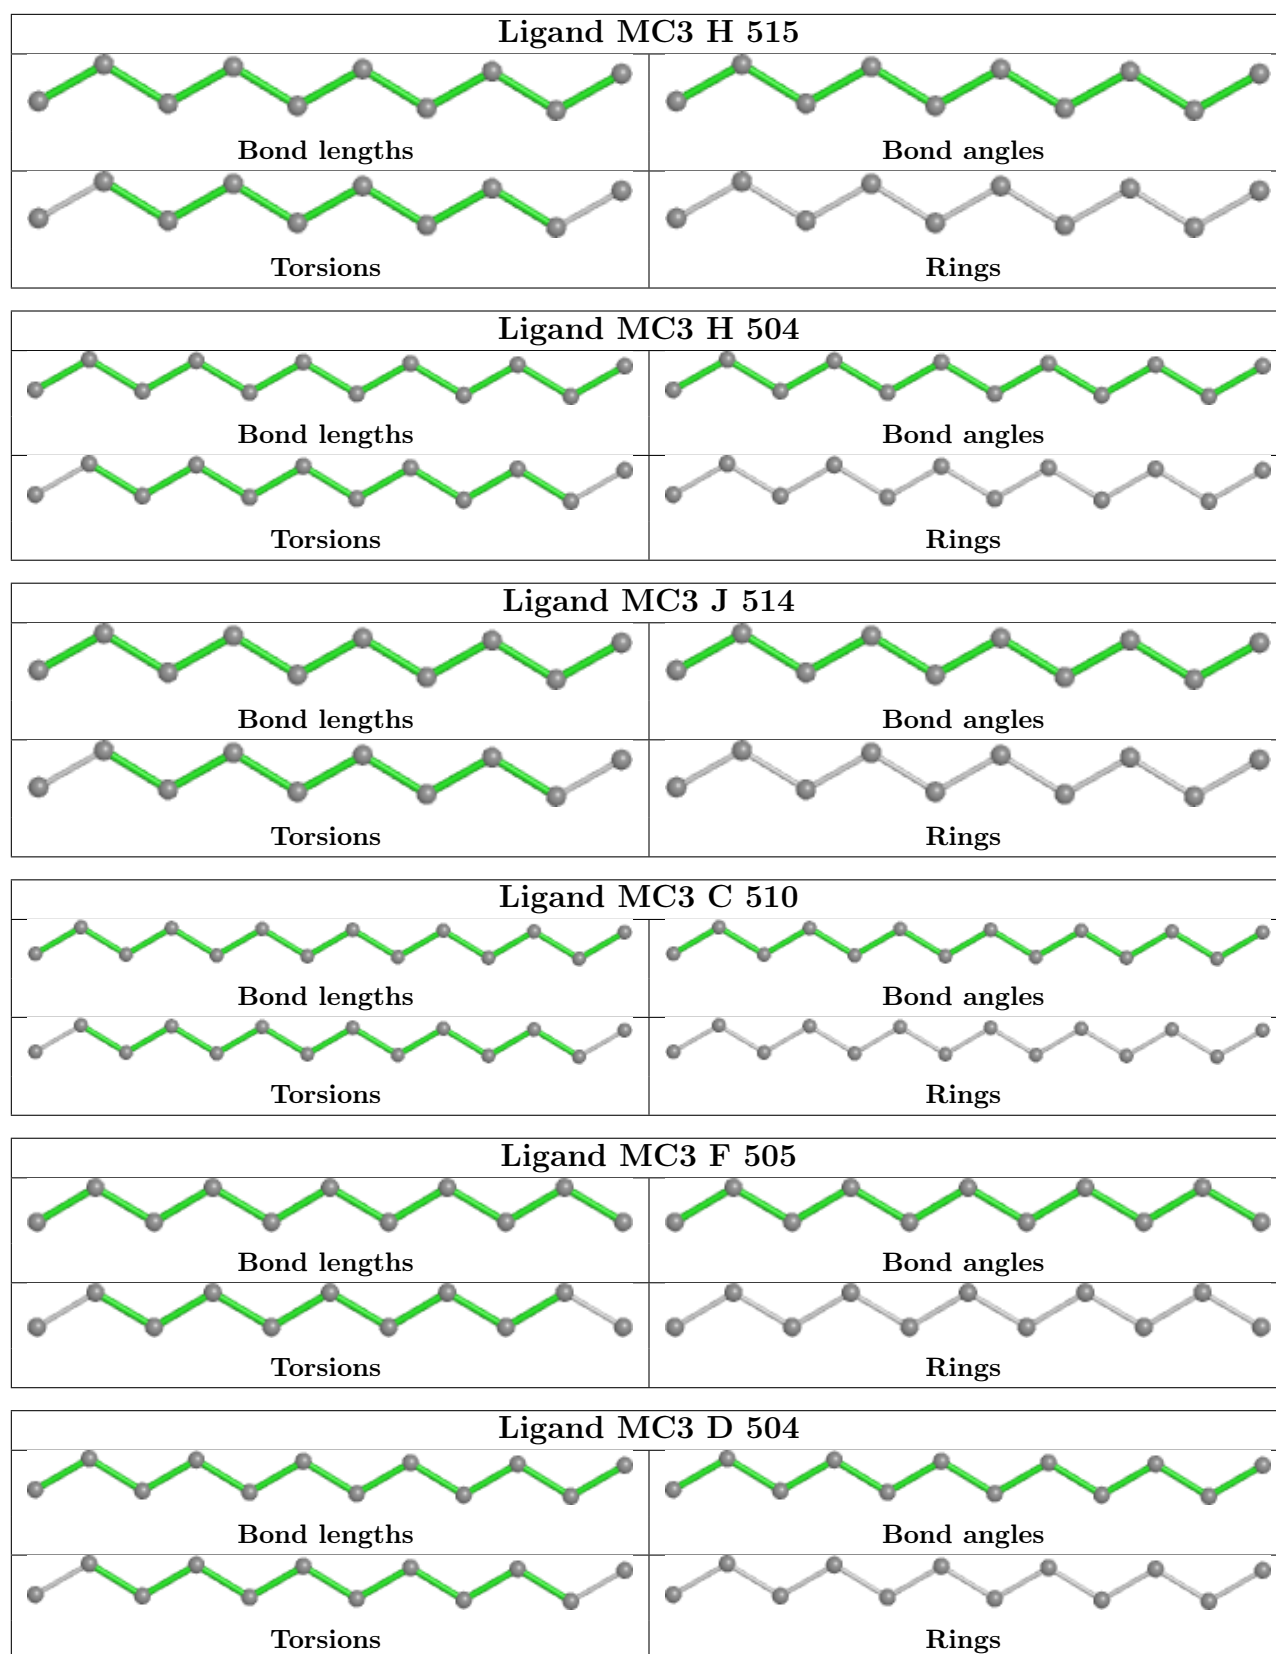 Ligand MC3 H 515
Bond lengths Bond angles
Torsions Rings
Ligand MC3 H 504
Bond lengths Bond angles
Torsions Rings
Ligand MC3 J 514
Bond lengths Bond angles
Torsions Rings
Ligand MC3 C 510
Bond lengths Bond angles
Torsions Rings
Ligand MC3 F 505
Bond lengths Bond angles
Torsions Rings
Ligand MC3 D 504
Bond lengths Bond angles
Torsions Rings